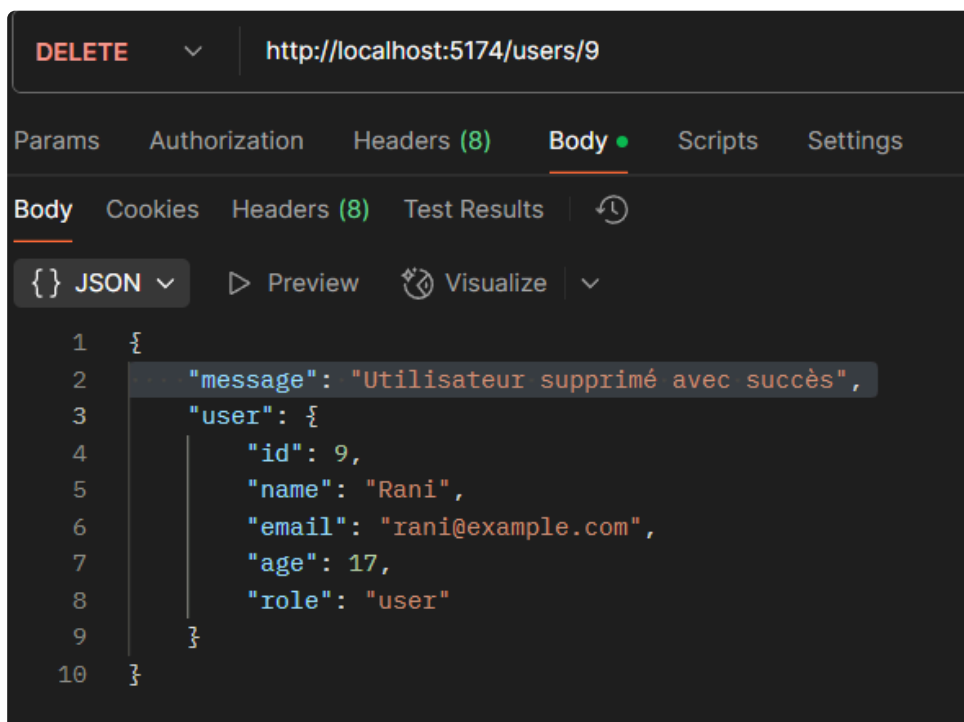 DELETE http://localhost:5174/users/9
Params Authorization Headers (8) Body Scripts Settings
Body Cookies Headers (8) Test Results
{} JSON Preview Visualize
1 {
2 "message": "Utilisateur supprimé avec succès",
3 "user": {
4 "id": 9,
5 "name": "Rani",
6 "email": "rani@example.com",
7 "age": 17,
8 "role": "user"
9 }
10 }